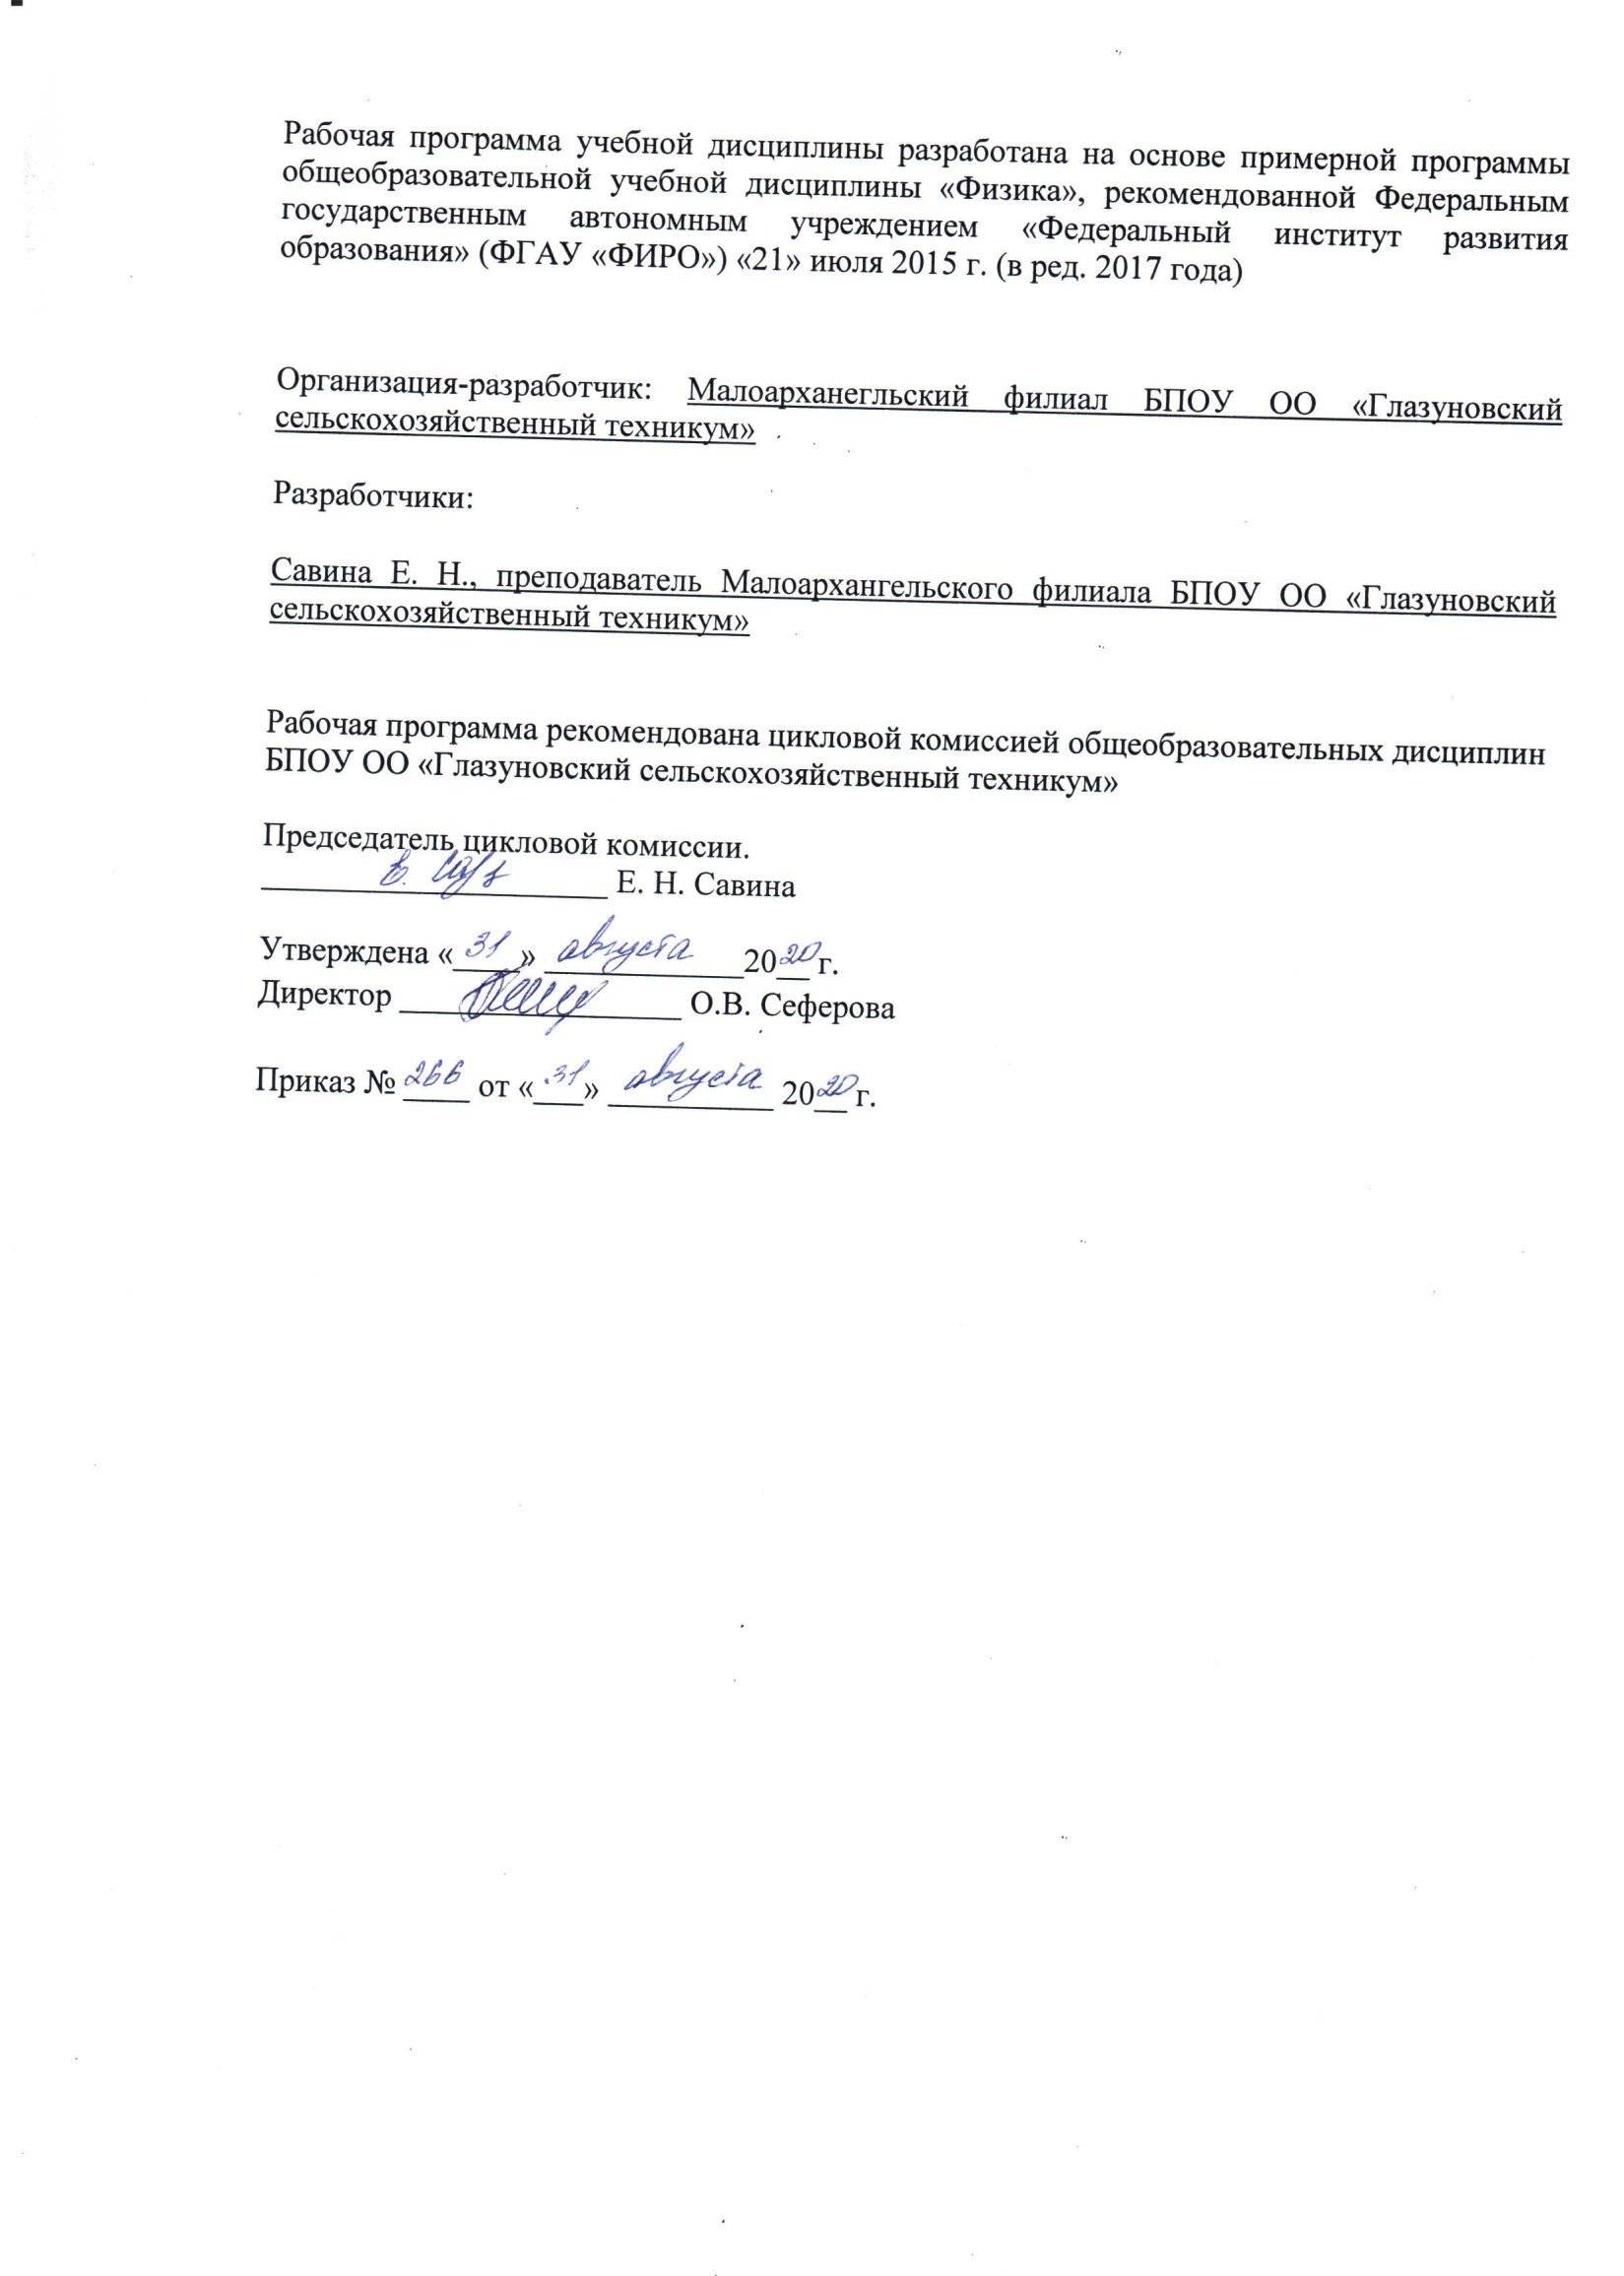 Рабочая программа учебной дисциплины разработана на основе примерной программы
общеобразовательной учебной дисциплины «Физика», рекомендованной Федеральным
государственным автономным учреждением «Федеральный институт развития
образования» (ФГАУ «ФИРО») «21» июля 2015 г. (в ред. 2017 года)
Организация-разработчик: Малоарханегльский филиал БПОУ ОО «Глазуновский
сельскохозяйственный техникум»
Разработчики:
Савина Е. Н., преподаватель Малоархангельского филиала БПОУ ОО «Глазуновский
сельскохозяйственный техникум»
Рабочая программа рекомендована цикловой комиссией общеобразовательных дисциплин
БПОУ ОО «Глазуновский сельскохозяйственный техникум»
Председатель цикловой комиссии.
Е. Н. Савина
Утверждена «31» августа 2020 г.
Директор О.В. Сеферова
Приказ № 266 от «31» августа 2020 г.